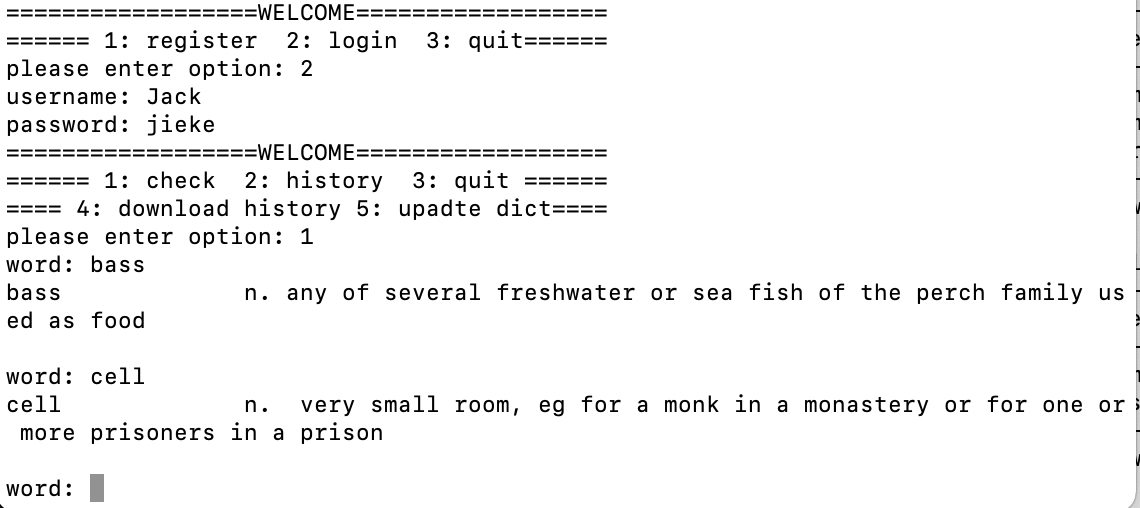 ==================WELCOME==================
====== 1: register  2: login  3: quit======
please enter option: 2
username: Jack
password: jieke
==================WELCOME==================
====== 1: check  2: history  3: quit ======
==== 4: download history 5: upadte dict====
please enter option: 1
word: bass
bass             n. any of several freshwater or sea fish of the perch family us
ed as food

word: cell
cell             n.  very small room, eg for a monk in a monastery or for one or
 more prisoners in a prison

word: